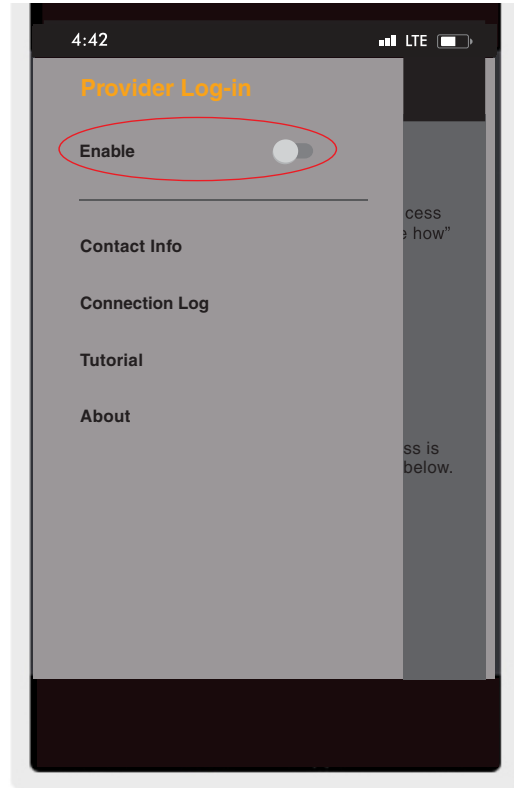 4:42 LTE
Provider Log-in
Enable
cess
how”
Contact Info
Connection Log
Tutorial
About
ss is
below.